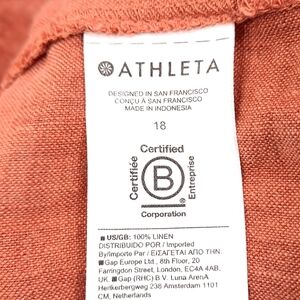 ATHLETA
DESIGNED IN SAN FRANCISCO
CONÇU À SAN FRANCISCO
MADE IN INDONESIA
18
Certified
Certifiée
B
Entreprise
Corporation
■ US/GB: 100% LINEN
DISTRIBUIDO POR / Imported
By/Importe Par / ΕΙΣΑΓΕΤΑΙ ΑΠΟ ΤΗΝ:
■ Gap Europe Ltd., 8th Floor, 20
Farringdon Street, London, EC4A 4AB,
UK. ■ Gap (RHC) B.V. Luna ArenA
Herikerbergweg 238 Amsterdam 1101
CM, Netherlands